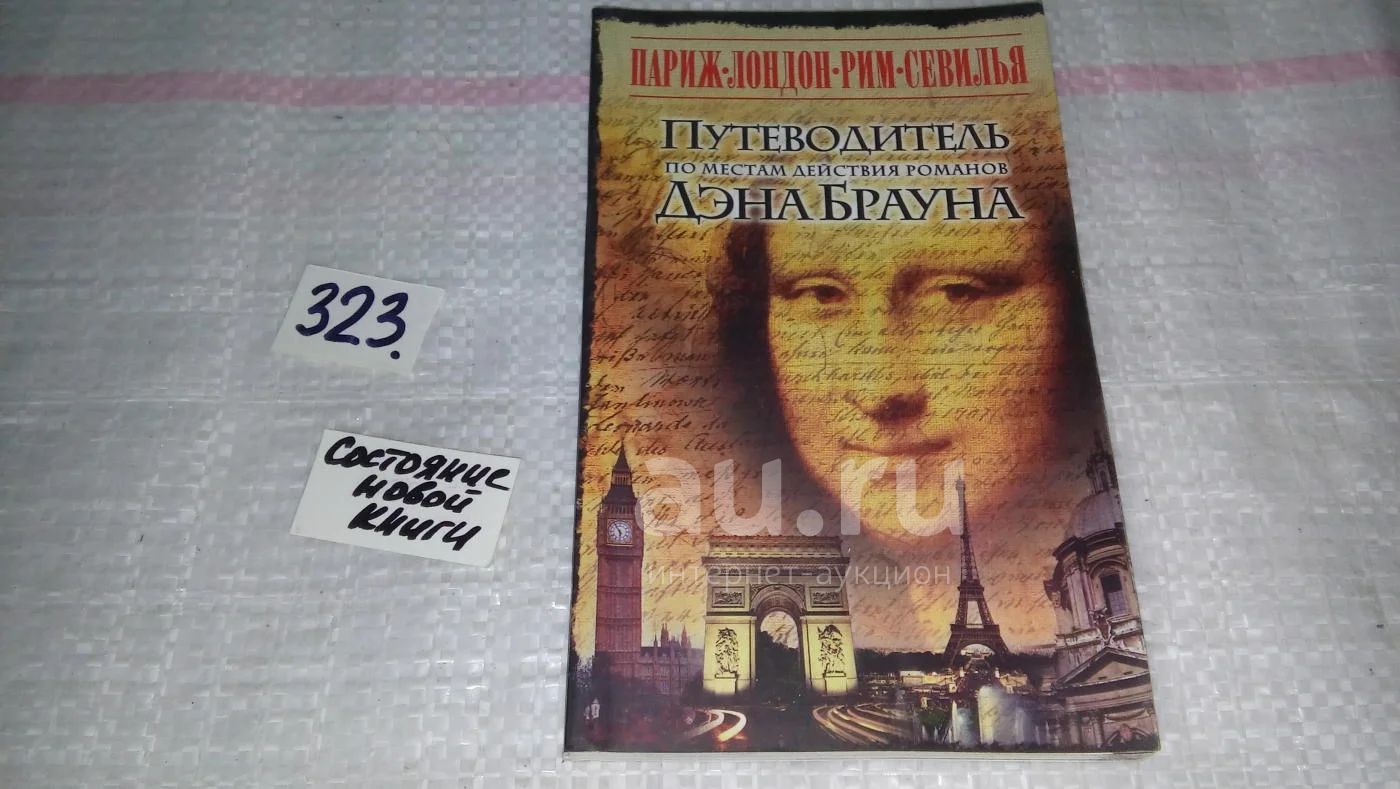 ПАРИЖ·ЛОНДОН·РИМ·СЕВИЛЬЯ
ПУТЕВОДИТЕЛЬ
ПО МЕСТАМ ДЕЙСТВИЯ РОМАНОВ
ДЭНА БРАУНА
323.
Состояние
новой
книги
au.ru
интернет аукцион